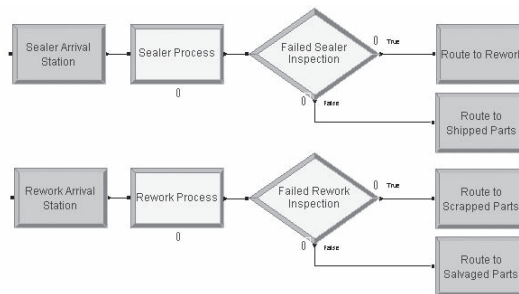 Sealer Arrival
Station
Sealer Process
0
Failed Sealer
Inspection
0 True
0 False
Route to Rework
Route to
Shipped Parts
Rework Arrival
Station
Rework Process
0
Failed Rework
Inspection
0 True
0 False
Route to
Scrapped Parts
Route to
Salvaged Parts